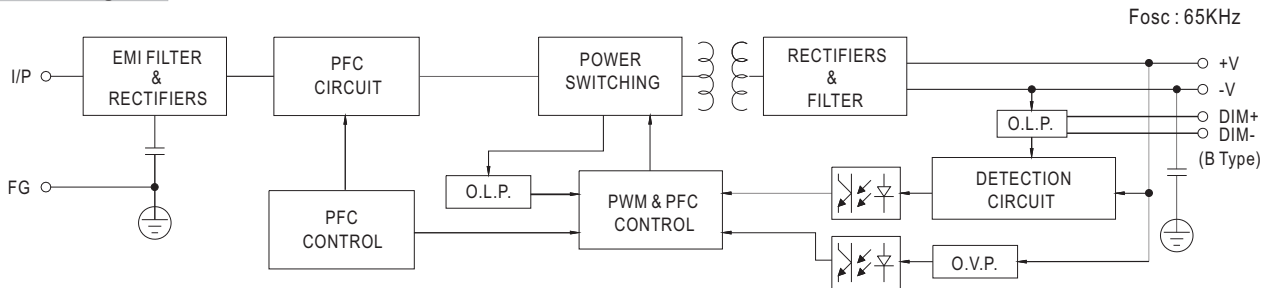 Fosc : 65KHz
I/P
EMI FILTER
&
RECTIFIERS
PFC
CIRCUIT
POWER
SWITCHING
RECTIFIERS
&
FILTER
+V
-V
DIM+
DIM-
(B Type)
O.L.P.
FG
O.L.P.
PFC
CONTROL
PWM & PFC
CONTROL
DETECTION
CIRCUIT
O.V.P.